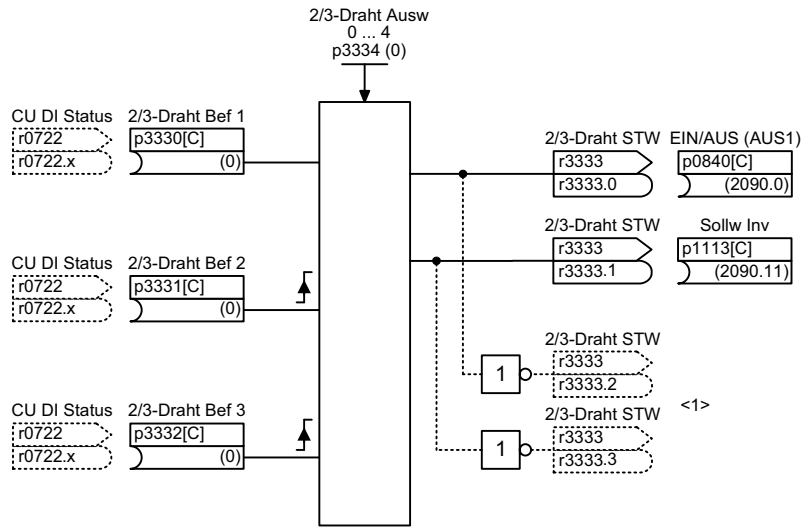 2/3-Draht Ausw
0 ... 4
p3334 (0)
CU DI Status
r0722
r0722.x
2/3-Draht Bef 1
p3330[C]
(0)
2/3-Draht STW
r3333
r3333.0
EIN/AUS (AUS1)
p0840[C]
(2090.0)
2/3-Draht STW
r3333
r3333.1
Sollw Inv
p1113[C]
(2090.11)
CU DI Status
r0722
r0722.x
2/3-Draht Bef 2
p3331[C]
(0)
2/3-Draht STW
1
r3333
r3333.2
<1>
CU DI Status
r0722
r0722.x
2/3-Draht Bef 3
p3332[C]
(0)
2/3-Draht STW
1
r3333
r3333.3